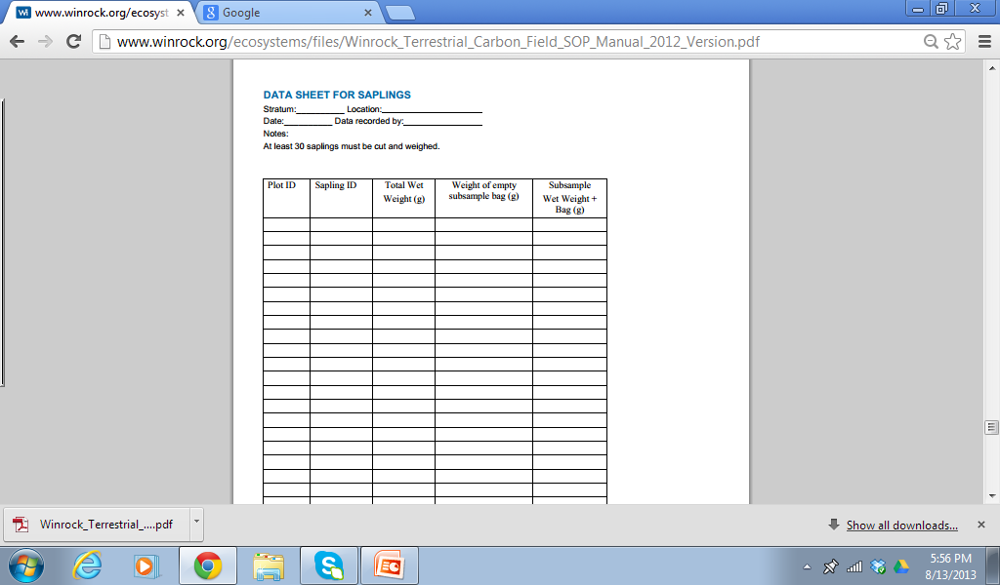 www.winrock.org/ecosyst
Google
www.winrock.org/ecosystems/files/Winrock_Terrestrial_Carbon_Field_SOP_Manual_2012_Version.pdf
DATA SHEET FOR SAPLINGS
Stratum:__________ Location:____________________
Date:__________ Data recorded by:________________
Notes:
At least 30 saplings must be cut and weighed.
Plot ID
Sapling ID
Total Wet
Weight (g)
Weight of empty
subsample bag (g)
Subsample
Wet Weight +
Bag (g)
Winrock_Terrestrial_....pdf
Show all downloads...
5:56 PM
8/13/2013